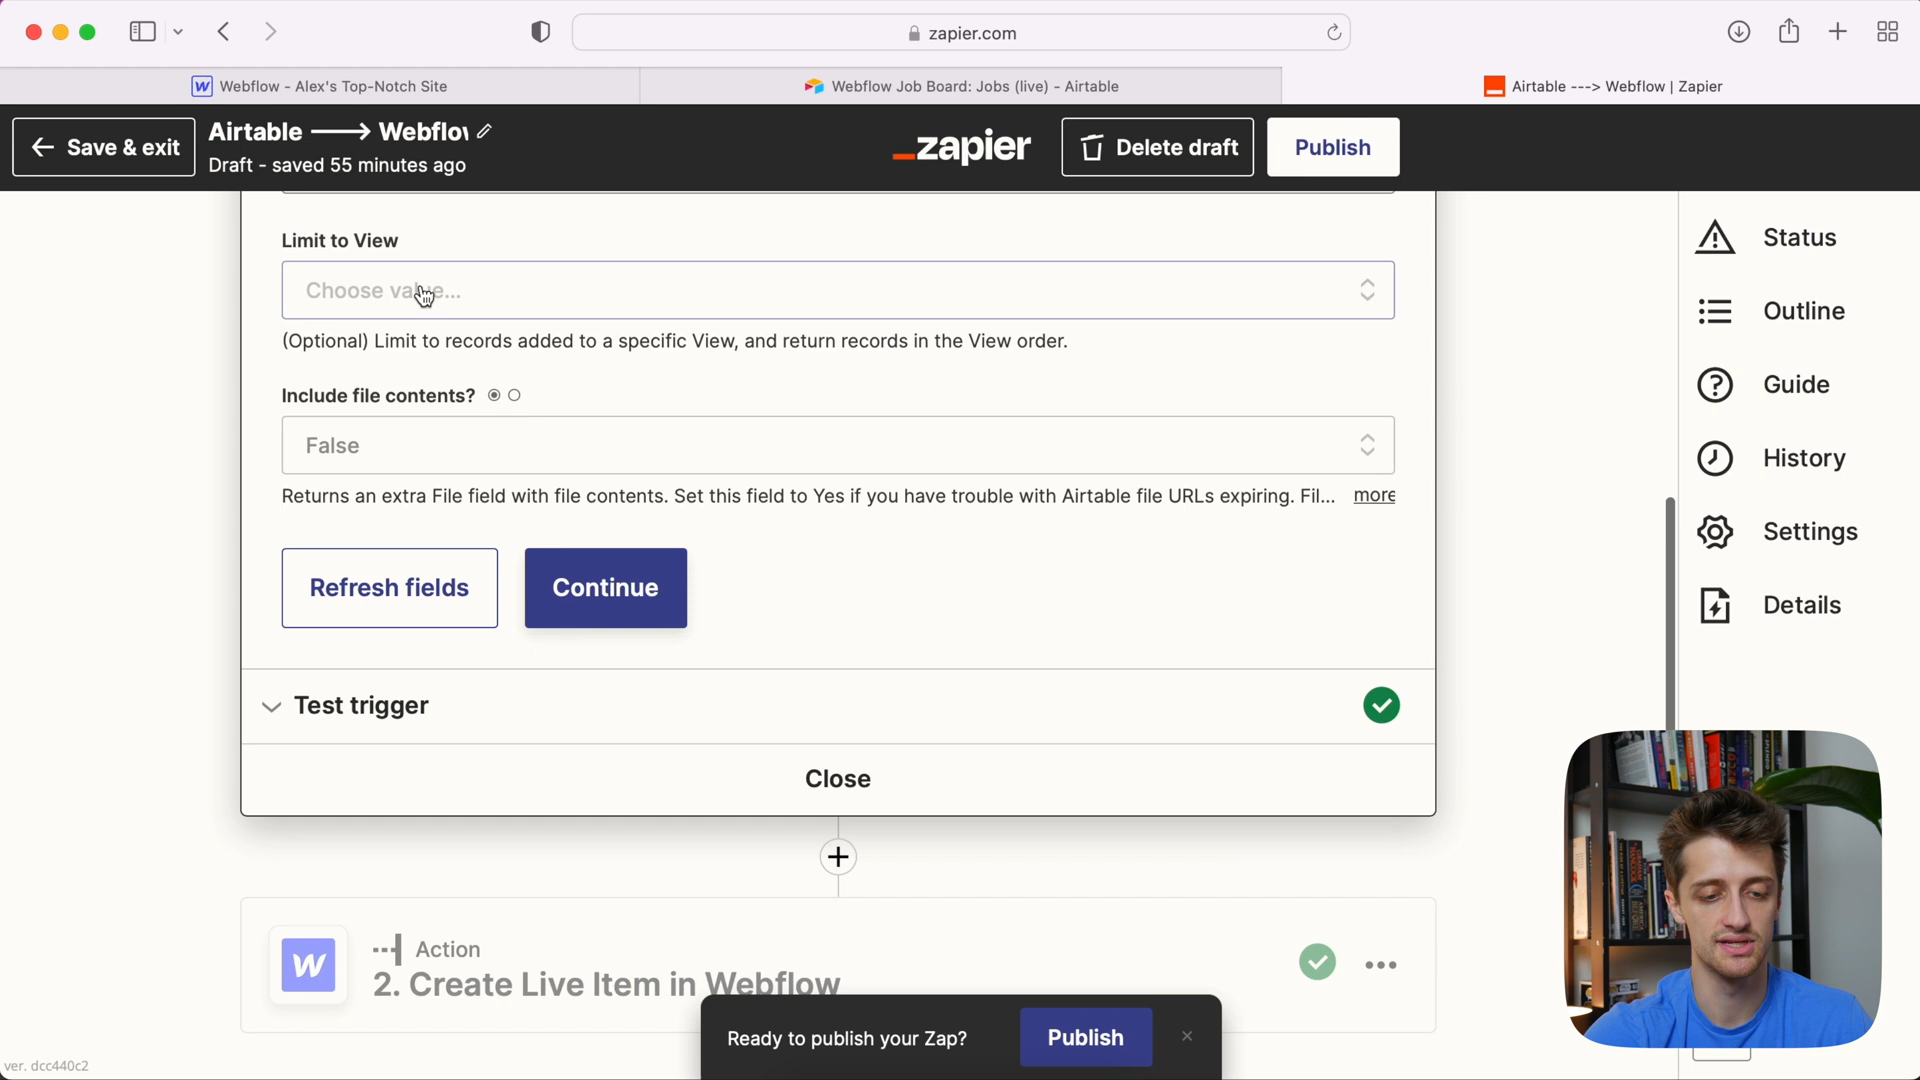 zapier.com
Webflow - Alex's Top-Notch Site
Webflow Job Board: Jobs (live) - Airtable
Airtable ---> Webflow | Zapier
Save & exit
Airtable ⟶ Webflow
Draft - saved 55 minutes ago
_zapier
Delete draft
Publish
Limit to View
Choose value...
(Optional) Limit to records added to a specific View, and return records in the View order.
Include file contents?
False
Returns an extra File field with file contents. Set this field to Yes if you have trouble with Airtable file URLs expiring. Fil... more
Refresh fields
Continue
Test trigger
Close
Action
2. Create Live Item in Webflow
Ready to publish your Zap?
Publish
Status
Outline
Guide
History
Settings
Details
ver. dcc440c2